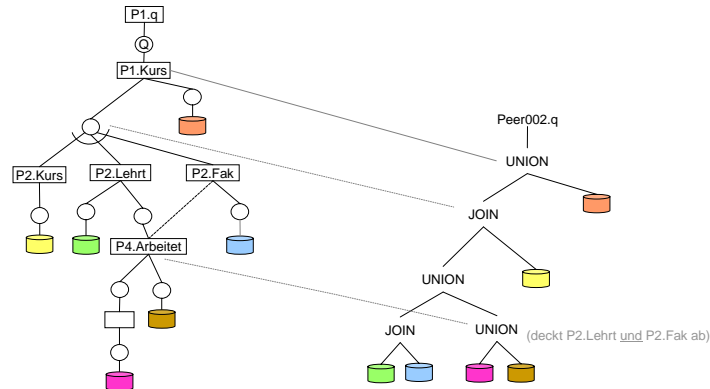 P1.q
Q
P1.Kurs
Peer002.q
UNION
P2.Kurs
P2.Lehrt
P2.Fak
JOIN
P4.Arbeitet
UNION
JOIN
UNION
(deckt P2.Lehrt und P2.Fak ab)